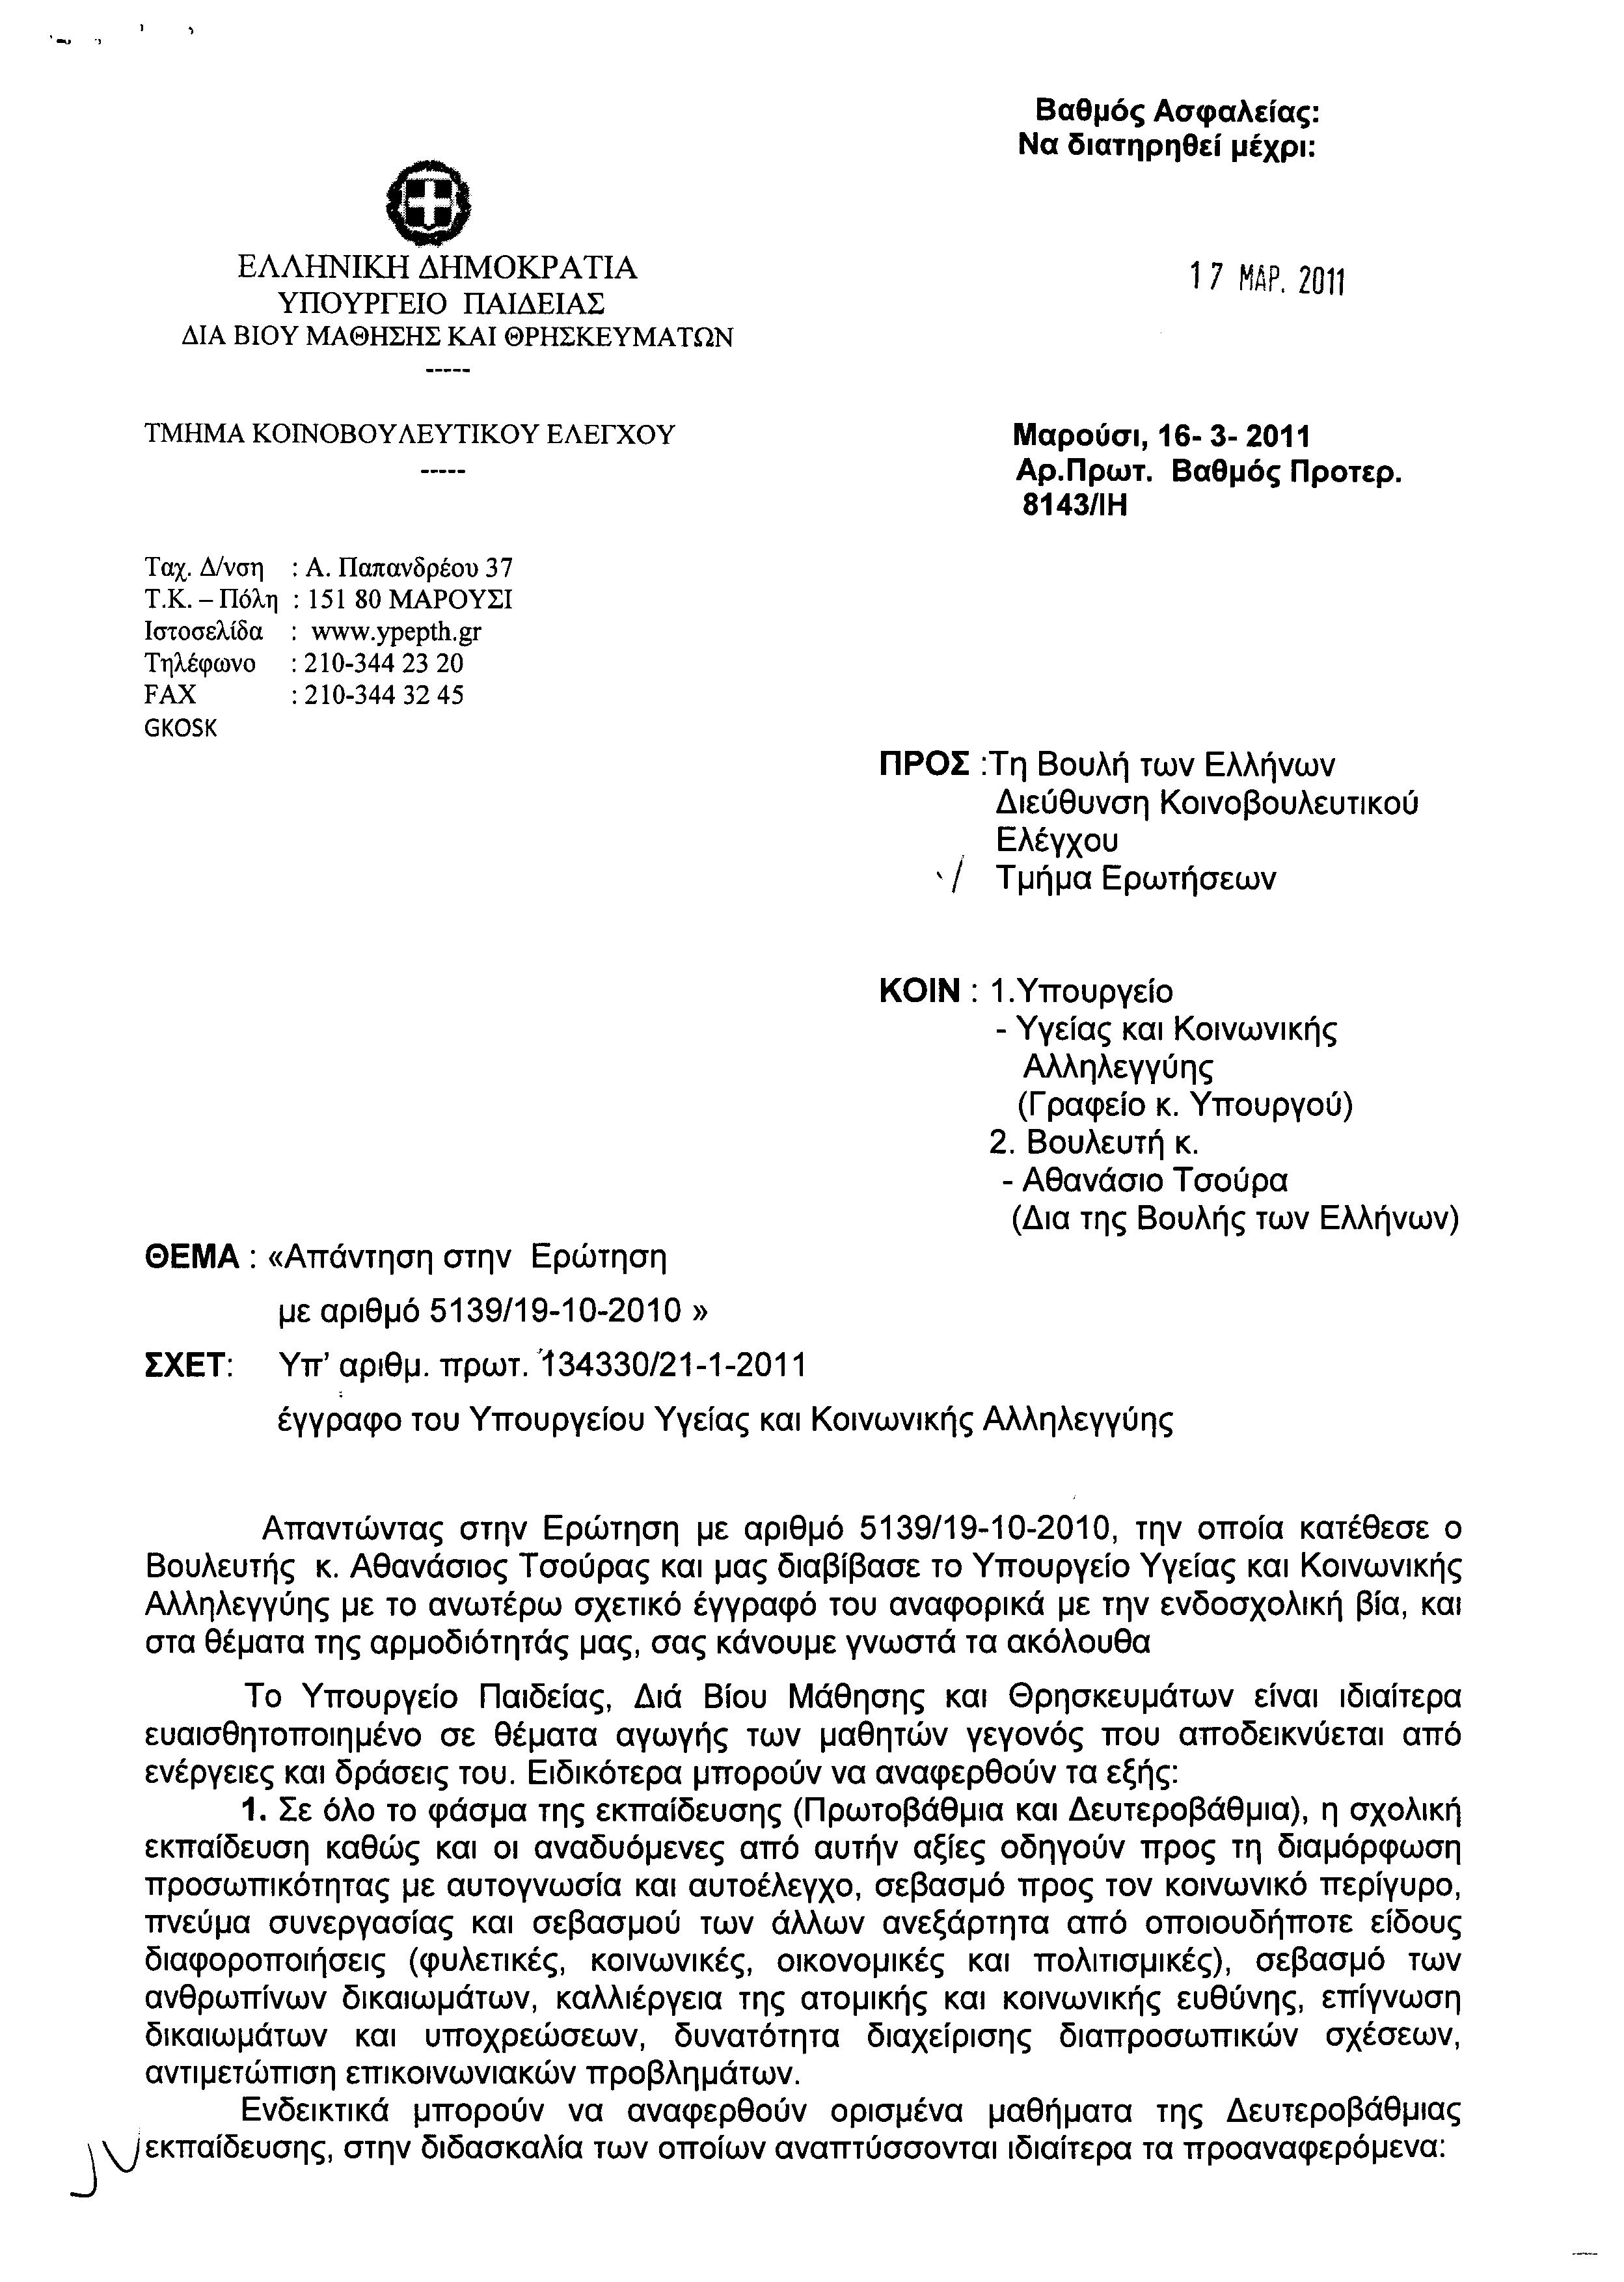 Βαθμός Ασφαλείας:
Να διατηρηθεί μέχρι:
ΕΛΛΗΝΙΚΗ ΔΗΜΟΚΡΑΤΙΑ
ΥΠΟΥΡΓΕΙΟ ΠΑΙΔΕΙΑΣ
ΔΙΑ ΒΙΟΥ ΜΑΘΗΣΗΣ ΚΑΙ ΘΡΗΣΚΕΥΜΑΤΩΝ
-----
17 ΜΑΡ. 2011
ΤΜΗΜΑ ΚΟΙΝΟΒΟΥΛΕΥΤΙΚΟΥ ΕΛΕΓΧΟΥ
-----
Μαρούσι, 16- 3- 2011
Αρ.Πρωτ. Βαθμός Προτερ.
8143/ΙΗ
Ταχ. Δ/νση : Α. Παπανδρέου 37
Τ.Κ. – Πόλη : 151 80 ΜΑΡΟΥΣΙ
Ιστοσελίδα : www.ypepth.gr
Τηλέφωνο : 210-344 23 20
FAX : 210-344 32 45
GKOSK
ΠΡΟΣ :Τη Βουλή των Ελλήνων
Διεύθυνση Κοινοβουλευτικού
Ελέγχου
Τμήμα Ερωτήσεων
ΚΟΙΝ : 1.Υπουργείο
- Υγείας και Κοινωνικής
Αλληλεγγύης
(Γραφείο κ. Υπουργού)
2. Βουλευτή κ.
- Αθανάσιο Τσούρα
(Δια της Βουλής των Ελλήνων)
ΘΕΜΑ : «Απάντηση στην Ερώτηση
με αριθμό 5139/19-10-2010 »
ΣΧΕΤ: Υπ’ αριθμ. πρωτ. 134330/21-1-2011
έγγραφο του Υπουργείου Υγείας και Κοινωνικής Αλληλεγγύης
Απαντώντας στην Ερώτηση με αριθμό 5139/19-10-2010, την οποία κατέθεσε ο
Βουλευτής κ. Αθανάσιος Τσούρας και μας διαβίβασε το Υπουργείο Υγείας και Κοινωνικής
Αλληλεγγύης με το ανωτέρω σχετικό έγγραφό του αναφορικά με την ενδοσχολική βία, και
στα θέματα της αρμοδιότητάς μας, σας κάνουμε γνωστά τα ακόλουθα
Το Υπουργείο Παιδείας, Διά Βίου Μάθησης και Θρησκευμάτων είναι ιδιαίτερα
ευαισθητοποιημένο σε θέματα αγωγής των μαθητών γεγονός που αποδεικνύεται από
ενέργειες και δράσεις του. Ειδικότερα μπορούν να αναφερθούν τα εξής:
1. Σε όλο το φάσμα της εκπαίδευσης (Πρωτοβάθμια και Δευτεροβάθμια), η σχολική
εκπαίδευση καθώς και οι αναδυόμενες από αυτήν αξίες οδηγούν προς τη διαμόρφωση
προσωπικότητας με αυτογνωσία και αυτοέλεγχο, σεβασμό προς τον κοινωνικό περίγυρο,
πνεύμα συνεργασίας και σεβασμού των άλλων ανεξάρτητα από οποιουδήποτε είδους
διαφοροποιήσεις (φυλετικές, κοινωνικές, οικονομικές και πολιτισμικές), σεβασμό των
ανθρωπίνων δικαιωμάτων, καλλιέργεια της ατομικής και κοινωνικής ευθύνης, επίγνωση
δικαιωμάτων και υποχρεώσεων, δυνατότητα διαχείρισης διαπροσωπικών σχέσεων,
αντιμετώπιση επικοινωνιακών προβλημάτων.
Ενδεικτικά μπορούν να αναφερθούν ορισμένα μαθήματα της Δευτεροβάθμιας
εκπαίδευσης, στην διδασκαλία των οποίων αναπτύσσονται ιδιαίτερα τα προαναφερόμενα: